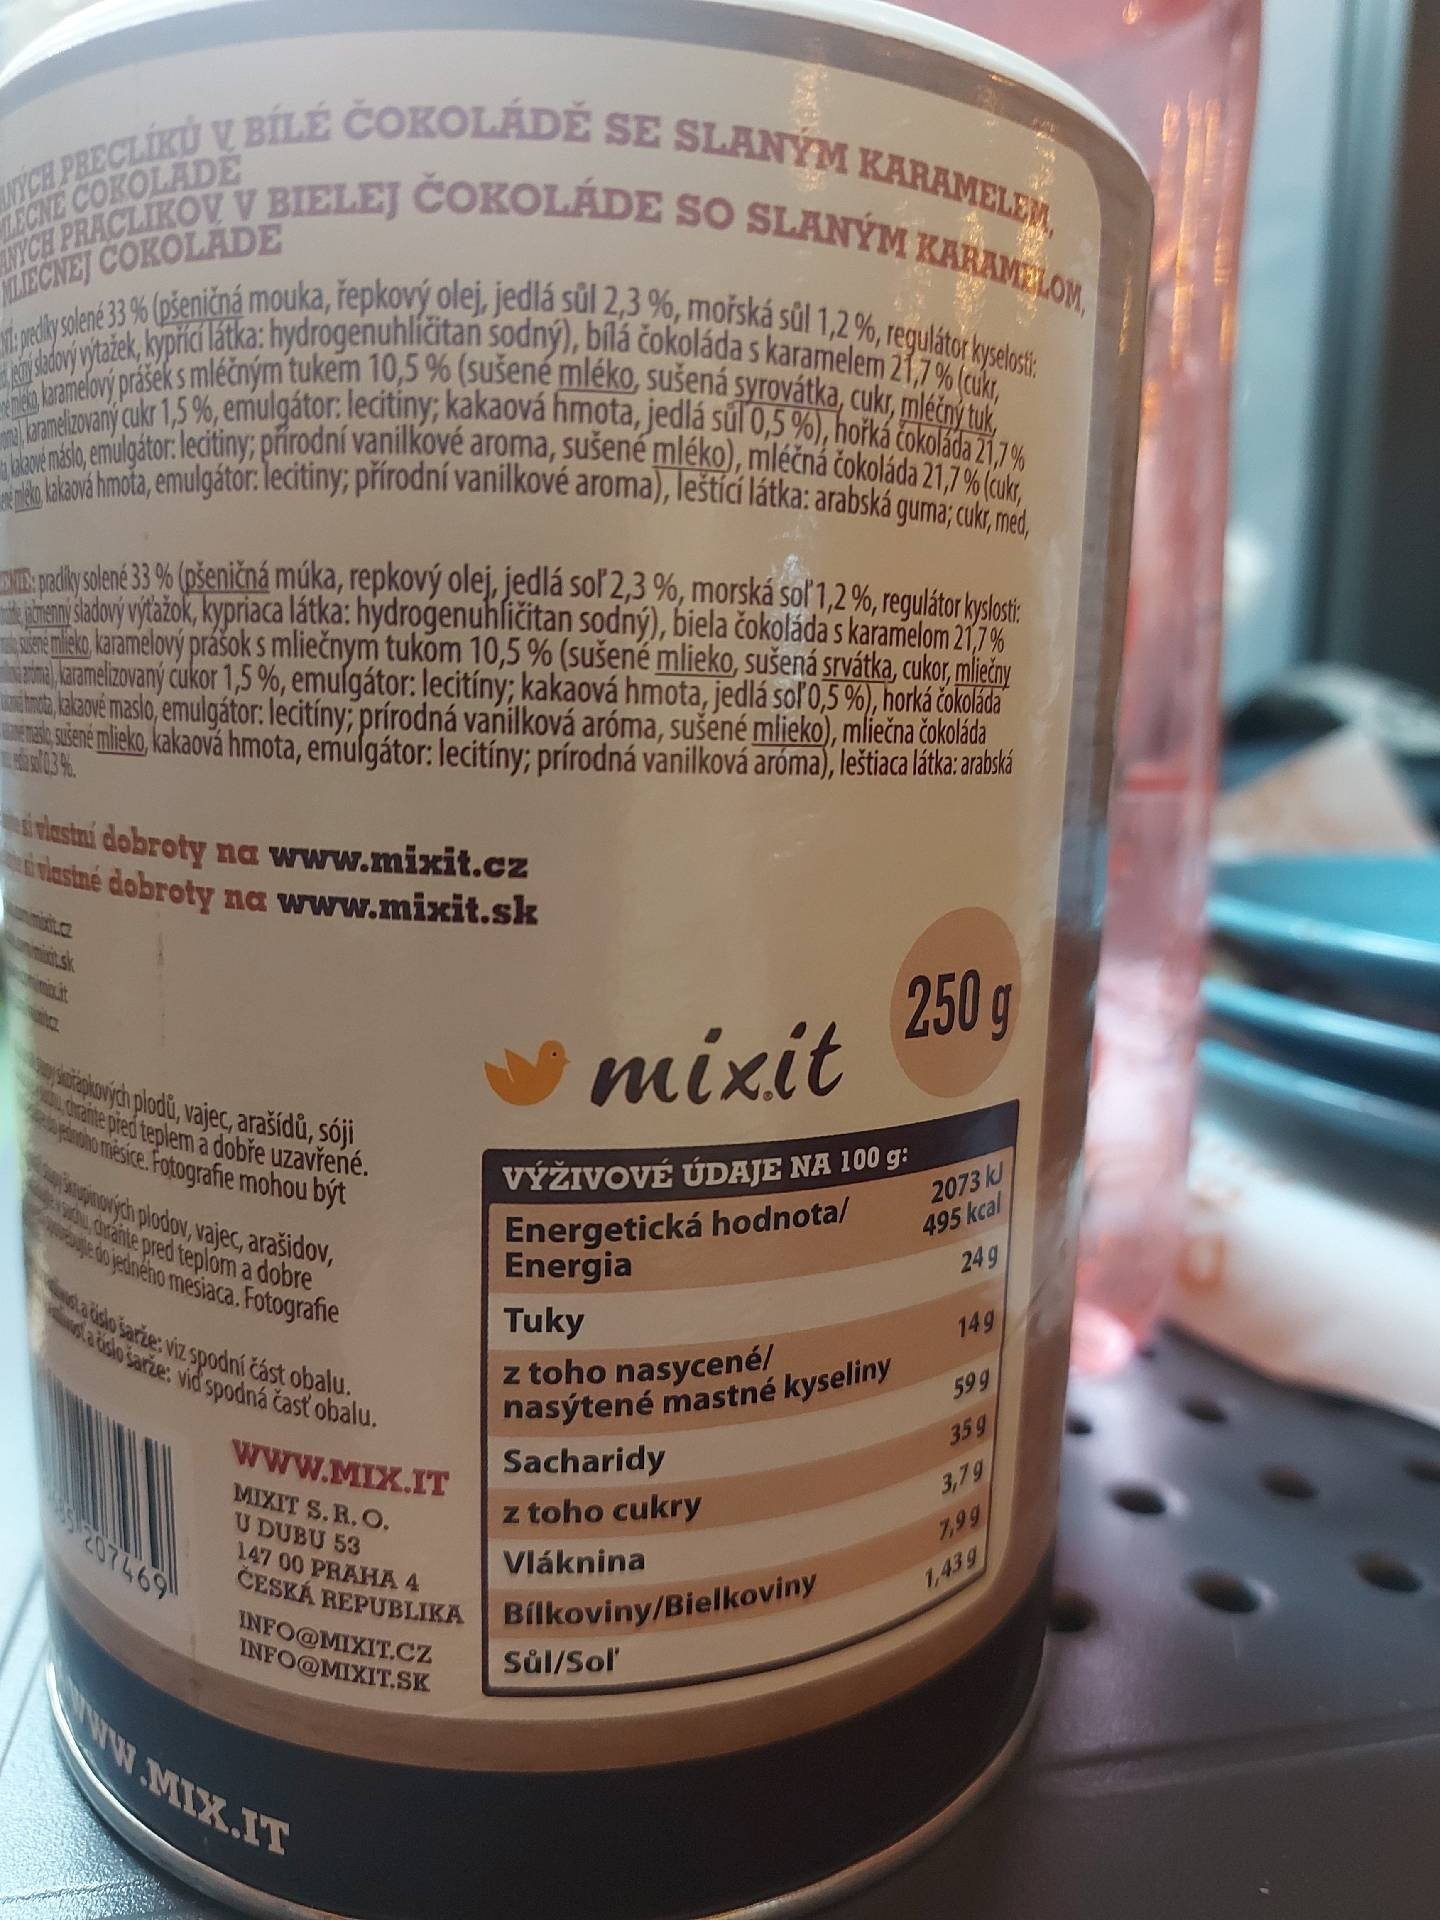 PRECLÍKŮ V BÍLÉ ČOKOLÁDĚ SE SLANÝM KARAMELEM,
ČOKOLÁDĚ
PRACLÍKOV V BIELEJ ČOKOLÁDE SO SLANÝM KARAMELOM,
MLIEČNEJ ČOKOLÁDE
preclíky solené 33 % (pšeničná mouka, řepkový olej, jedlá sůl 2,3 %, mořská sůl 1,2 %, regulátor kyselosti:
ječný sladový výtažek, kypřicí látka: hydrogenuhličitan sodný), bílá čokoláda s karamelem 21,7 % (cukr,
mléko, karamelový prášek s mléčným tukem 10,5 % (sušené mléko, sušená syrovátka, cukr, mléčný tuk,
karamelizovaný cukr 1,5 %, emulgátor: lecitiny; kakaová hmota, jedlá sůl 0,5 %), hořká čokoláda 21,7 %
kakaové máslo, emulgátor: lecitiny; přírodní vanilkové aroma, sušené mléko), mléčná čokoláda 21,7 % (cukr,
mléko, kakaová hmota, emulgátor: lecitiny; přírodní vanilkové aroma), leštící látka: arabská guma; cukr, med,
praclíky solené 33 % (pšeničná múka, repkový olej, jedlá soľ 2,3 %, morská soľ 1,2 %, regulátor kyslosti:
jačmenný sladový výťažok, kypriaca látka: hydrogenuhličitan sodný), biela čokoláda s karamelom 21,7 %
sušené mlieko, karamelový prášok s mliečnym tukom 10,5 % (sušené mlieko, sušená srvátka, cukor, mliečny
aróma), karamelizovaný cukor 1,5 %, emulgátor: lecitíny; kakaová hmota, jedlá soľ 0,5 %), horká čokoláda
hmota, kakaové maslo, emulgátor: lecitíny; prírodná vanilková aróma, sušené mlieko), mliečna čokoláda
maslo, sušené mlieko, kakaová hmota, emulgátor: lecitíny; prírodná vanilková aróma), leštiaca látka: arabská
soľ 0,3 %.
si vlastní dobroty na www.mixit.cz
si vlastné dobroty na www.mixit.sk
mixit.cz
mixit.sk
skořápkových plodů, vajec, arašídů, sóji
chraňte před teplem a dobře uzavřené.
jednoho měsíce. Fotografie mohou být
škrupinových plodov, vajec, arašidov,
suchu, chráňte pred teplom a dobre
do jedného mesiaca. Fotografie
a číslo šarže: viz spodní část obalu.
a číslo šarže: viď spodná časť obalu.
207469
WWW.MIX.IT
MIXIT S. R. O.
U DUBU 53
147 00 PRAHA 4
ČESKÁ REPUBLIKA
INFO@MIXIT.CZ
INFO@MIXIT.SK
250 g
mixit
VÝŽIVOVÉ ÚDAJE NA 100 g:
Energetická hodnota/ 2073 kJ
Energia 495 kcal
Tuky 24 g
z toho nasycené/
nasýtené mastné kyseliny 14 g
Sacharidy 59 g
z toho cukry 35 g
Vláknina 3,7 g
Bílkoviny/Bielkoviny 7,9 g
Sůl/Soľ 1,43 g
WWW.MIX.IT